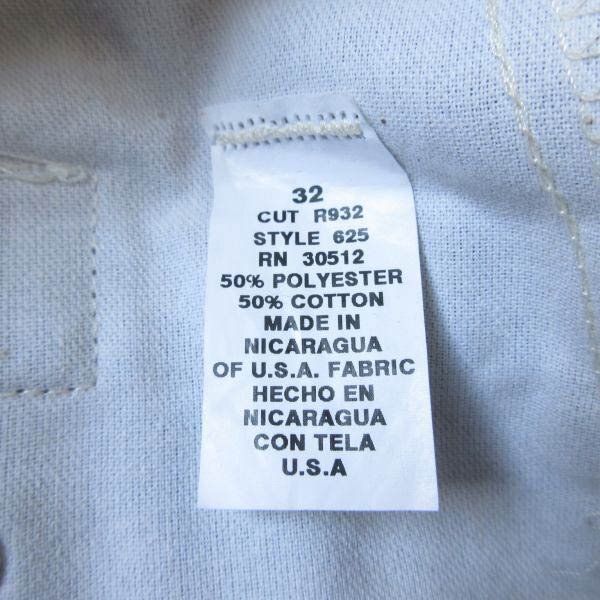 32
CUT R932
STYLE 625
RN 30512
50% POLYESTER
50% COTTON
MADE IN
NICARAGUA
OF U.S.A. FABRIC
HECHO EN
NICARAGUA
CON TELA
U.S.A